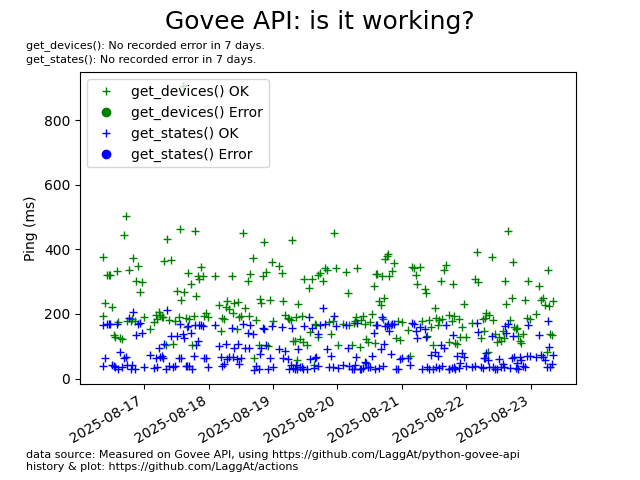 Govee API: is it working?
get_devices(): No recorded error in 7 days.
get_states(): No recorded error in 7 days.
get_devices() OK
get_devices() Error
get_states() OK
get_states() Error
Ping (ms)
800
600
400
200
0
2025-08-17
2025-08-18
2025-08-19
2025-08-20
2025-08-21
2025-08-22
2025-08-23
data source: Measured on Govee API, using https://github.com/LaggAt/python-govee-api
history & plot: https://github.com/LaggAt/actions